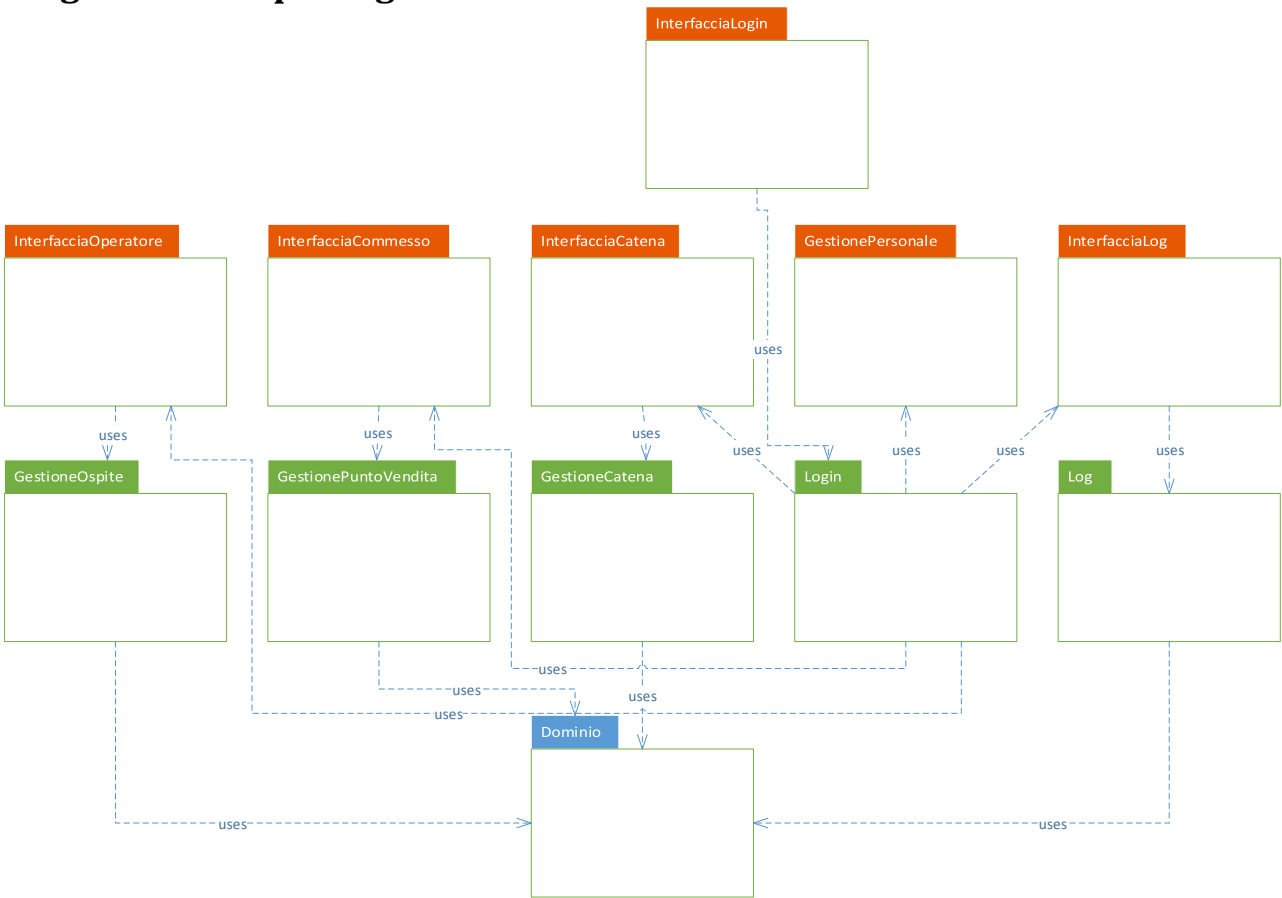 InterfacciaLogin
InterfacciaOperatore
InterfacciaCommesso
InterfacciaCatena
GestionePersonale
InterfacciaLog
uses
uses
uses
uses
uses
uses
uses
uses
GestioneOspite
GestionePuntoVendita
GestioneCatena
Login
Log
uses
uses
uses
uses
Dominio
uses
uses